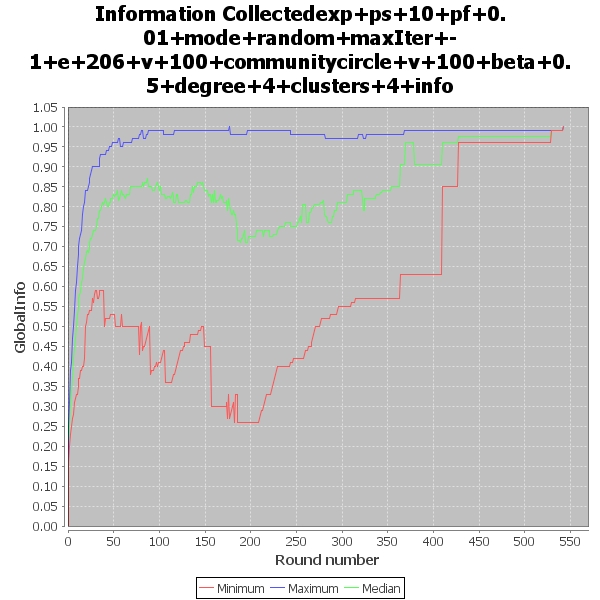 Information Collectedexp+ps+10+pf+0.
01+mode+random+maxIter+-
1+e+206+v+100+communitycircle+v+100+beta+0.
5+degree+4+clusters+4+info
1.05
1.00
0.95
0.90
0.85
0.80
0.75
0.70
0.65
0.60
0.55
0.50
0.45
0.40
0.35
0.30
0.25
0.20
0.15
0.10
0.05
0.00
GlobalInfo
0 50 100 150 200 250 300 350 400 450 500 550
Round number
Minimum Maximum Median